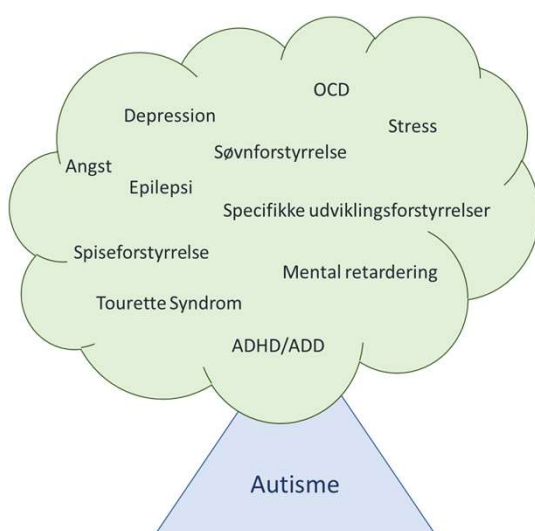 OCD
Depression
Stress
Søvnforstyrrelse
Angst
Epilepsi
Specifikke udviklingsforstyrrelser
Spiseforstyrrelse
Mental retardering
Tourette Syndrom
ADHD/ADD
Autisme